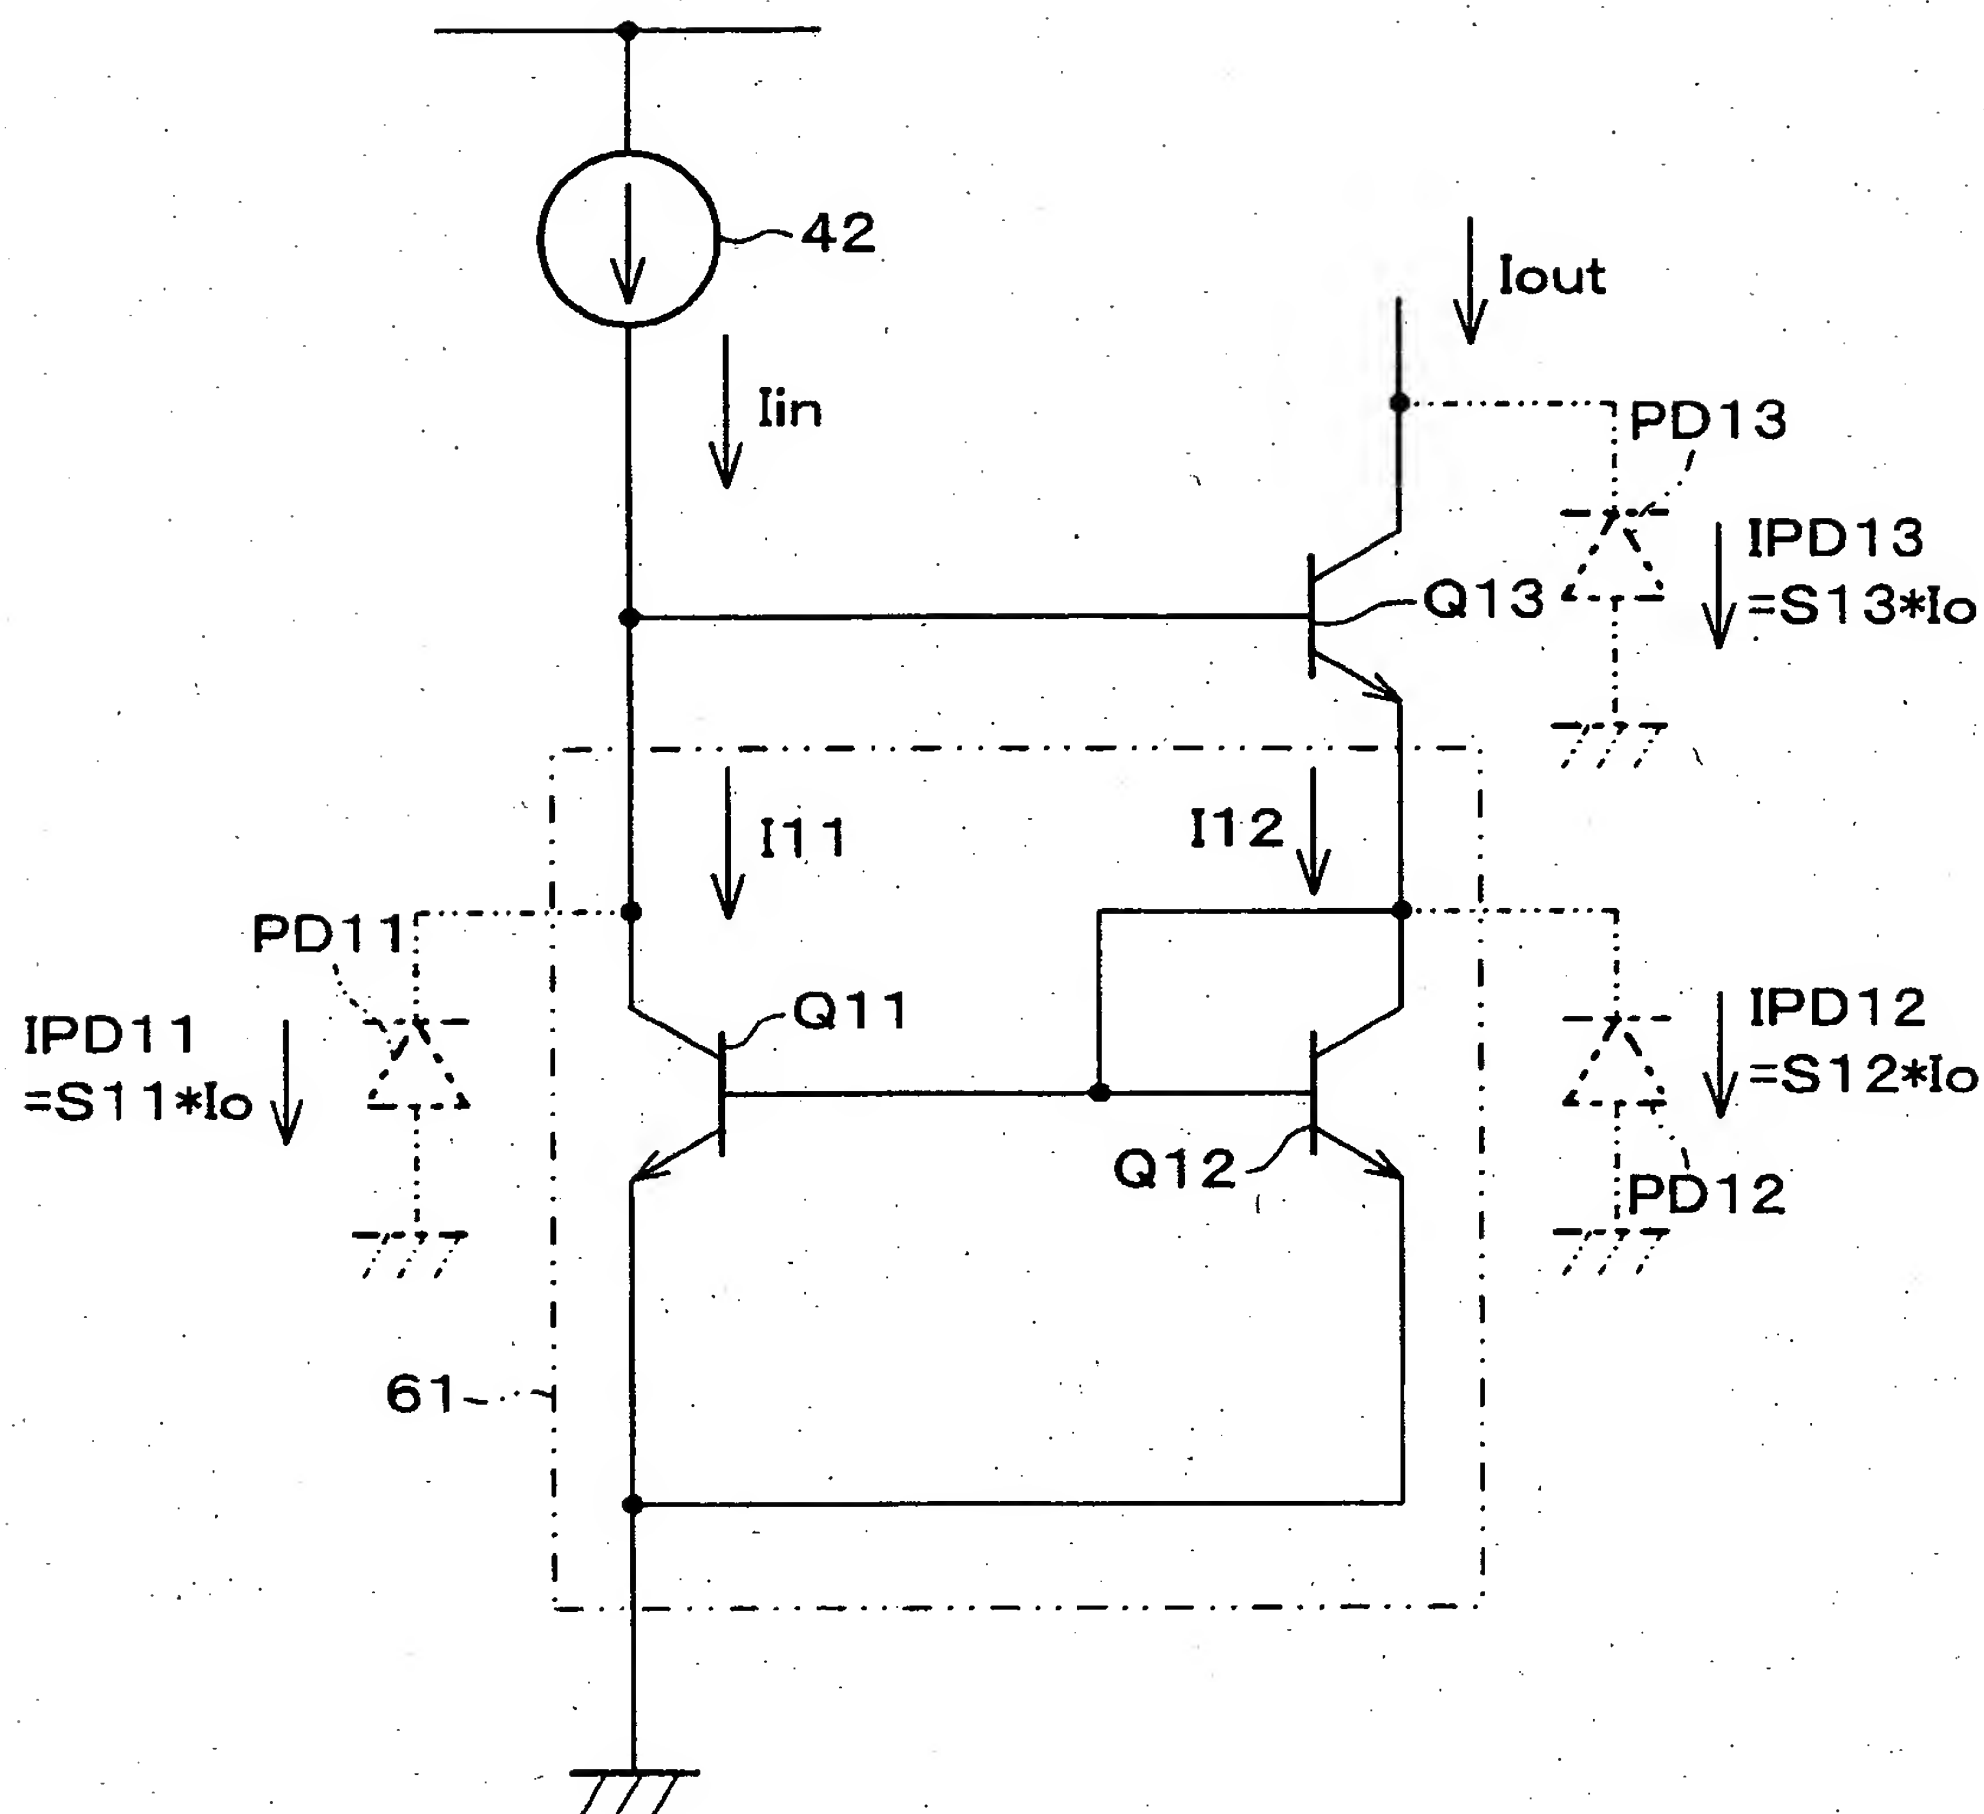 42
Iout
Iin
PD13
IPD13
=S13*Io
Q13
I11
I12
PD11
Q11
IPD11
=S11*Io
IPD12
=S12*Io
Q12
PD12
61